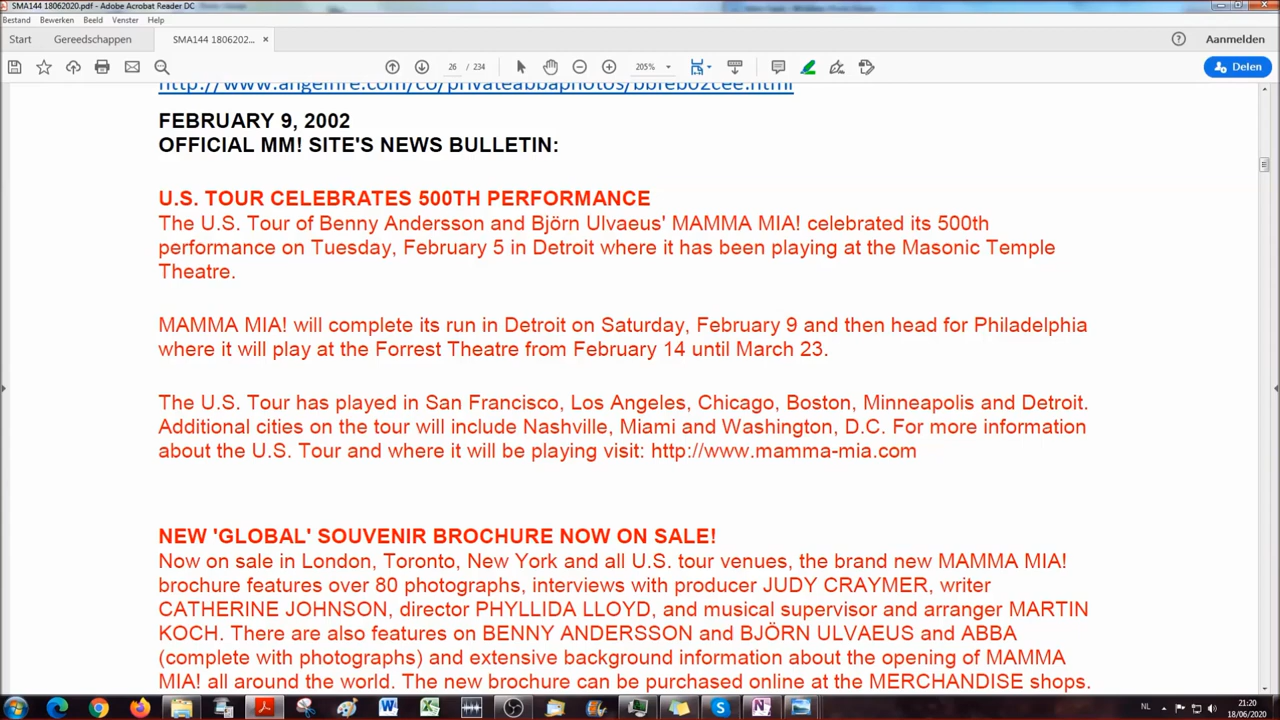 SMA144 18062020.pdf - Adobe Acrobat Reader DC
Bestand Bewerken Beeld Venster Help
Start Gereedschappen SMA144 1806202... × Aanmelden
26 / 234 205% Delen
http://www.angelfire.com/co/privateabbaphotos/bbfeb02cee.html
FEBRUARY 9, 2002
OFFICIAL MM! SITE'S NEWS BULLETIN:
U.S. TOUR CELEBRATES 500TH PERFORMANCE
The U.S. Tour of Benny Andersson and Björn Ulvaeus' MAMMA MIA! celebrated its 500th
performance on Tuesday, February 5 in Detroit where it has been playing at the Masonic Temple
Theatre.
MAMMA MIA! will complete its run in Detroit on Saturday, February 9 and then head for Philadelphia
where it will play at the Forrest Theatre from February 14 until March 23.
The U.S. Tour has played in San Francisco, Los Angeles, Chicago, Boston, Minneapolis and Detroit.
Additional cities on the tour will include Nashville, Miami and Washington, D.C. For more information
about the U.S. Tour and where it will be playing visit: http://www.mamma-mia.com
NEW 'GLOBAL' SOUVENIR BROCHURE NOW ON SALE!
Now on sale in London, Toronto, New York and all U.S. tour venues, the brand new MAMMA MIA!
brochure features over 80 photographs, interviews with producer JUDY CRAYMER, writer
CATHERINE JOHNSON, director PHYLLIDA LLOYD, and musical supervisor and arranger MARTIN
KOCH. There are also features on BENNY ANDERSSON and BJÖRN ULVAEUS and ABBA
(complete with photographs) and extensive background information about the opening of MAMMA
MIA! all around the world. The new brochure can be purchased online at the MERCHANDISE shops.
NL 21:20
18/06/2020